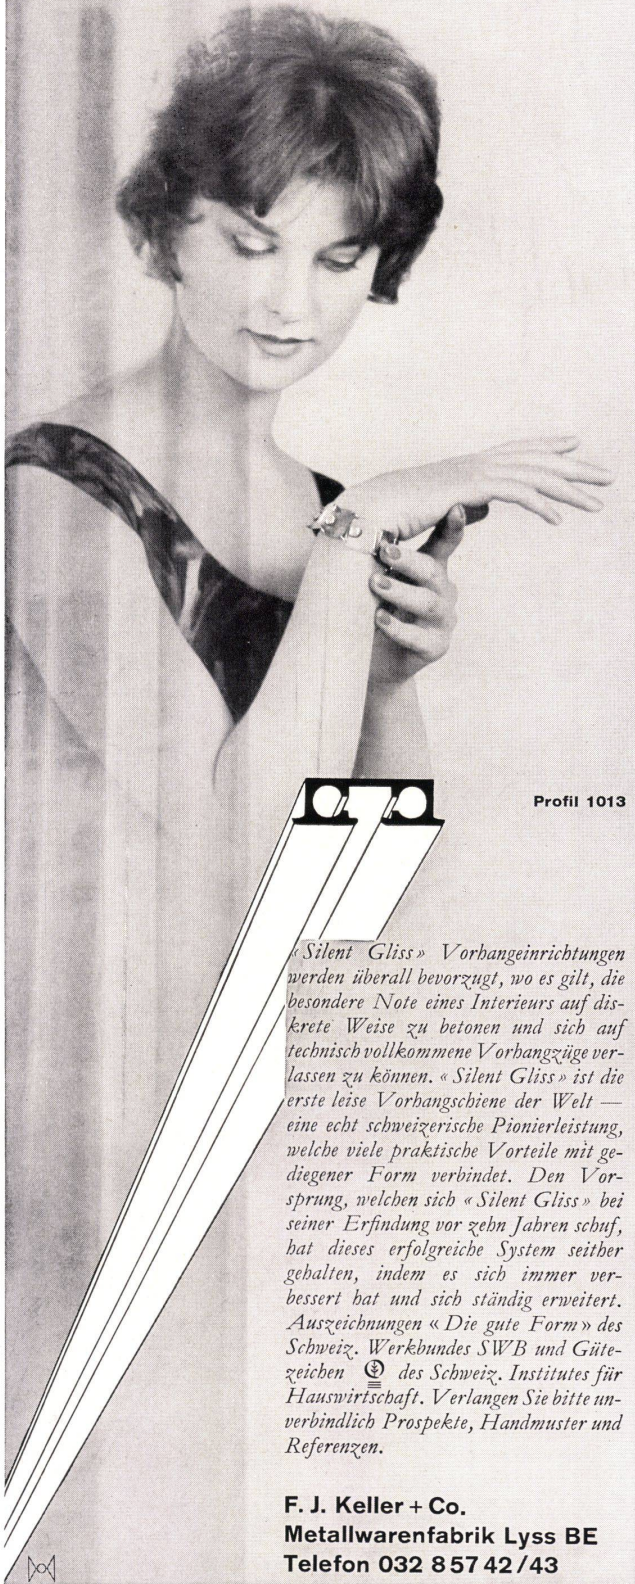 Profil 1013
«Silent Gliss» Vorhangeinrichtungen
werden überall bevorzugt, wo es gilt, die
besondere Note eines Interieurs auf dis-
krete Weise zu betonen und sich auf
technisch vollkommene Vorhangzüge ver-
lassen zu können. «Silent Gliss» ist die
erste leise Vorhangschiene der Welt —
eine echt schweizerische Pionierleistung,
welche viele praktische Vorteile mit ge-
diegener Form verbindet. Den Vor-
sprung, welchen sich «Silent Gliss» bei
seiner Erfindung vor zehn Jahren schuf,
hat dieses erfolgreiche System seither
gehalten, indem es sich immer ver-
bessert hat und sich ständig erweitert.
Auszeichnungen «Die gute Form» des
Schweiz. Werkbundes SWB und Güte-
zeichen des Schweiz. Institutes für
Hauswirtschaft. Verlangen Sie bitte un-
verbindlich Prospekte, Handmuster und
Referenzen.
F. J. Keller + Co.
Metallwarenfabrik Lyss BE
Telefon 032 8 57 42 / 43